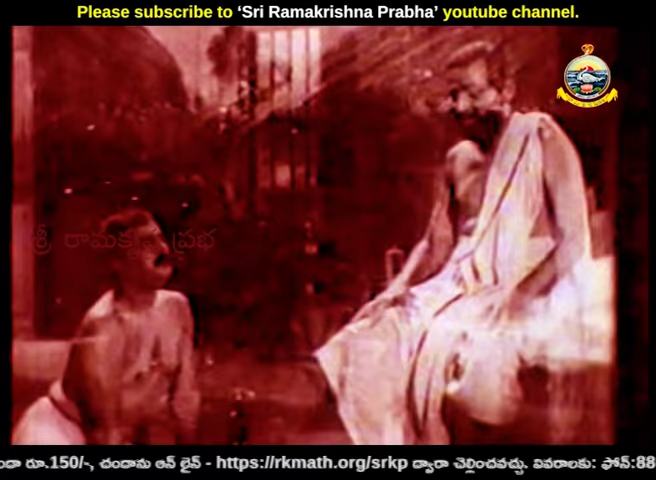 Please subscribe to ‘Sri Ramakrishna Prabha’ youtube channel.
శ్రీ రామకృష్ణ ప్రభ
రూ.150/-, చందాను ఆన్ లైన్ - https://rkmath.org/srkp ద్వారా చెల్లించవచ్చు. వివరాలకు: ఫోన్:88